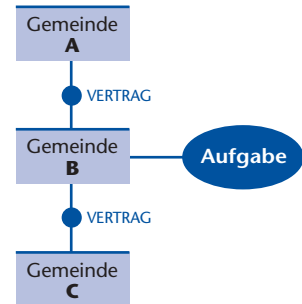 Gemeinde
A
VERTRAG
Gemeinde
B
Aufgabe
VERTRAG
Gemeinde
C